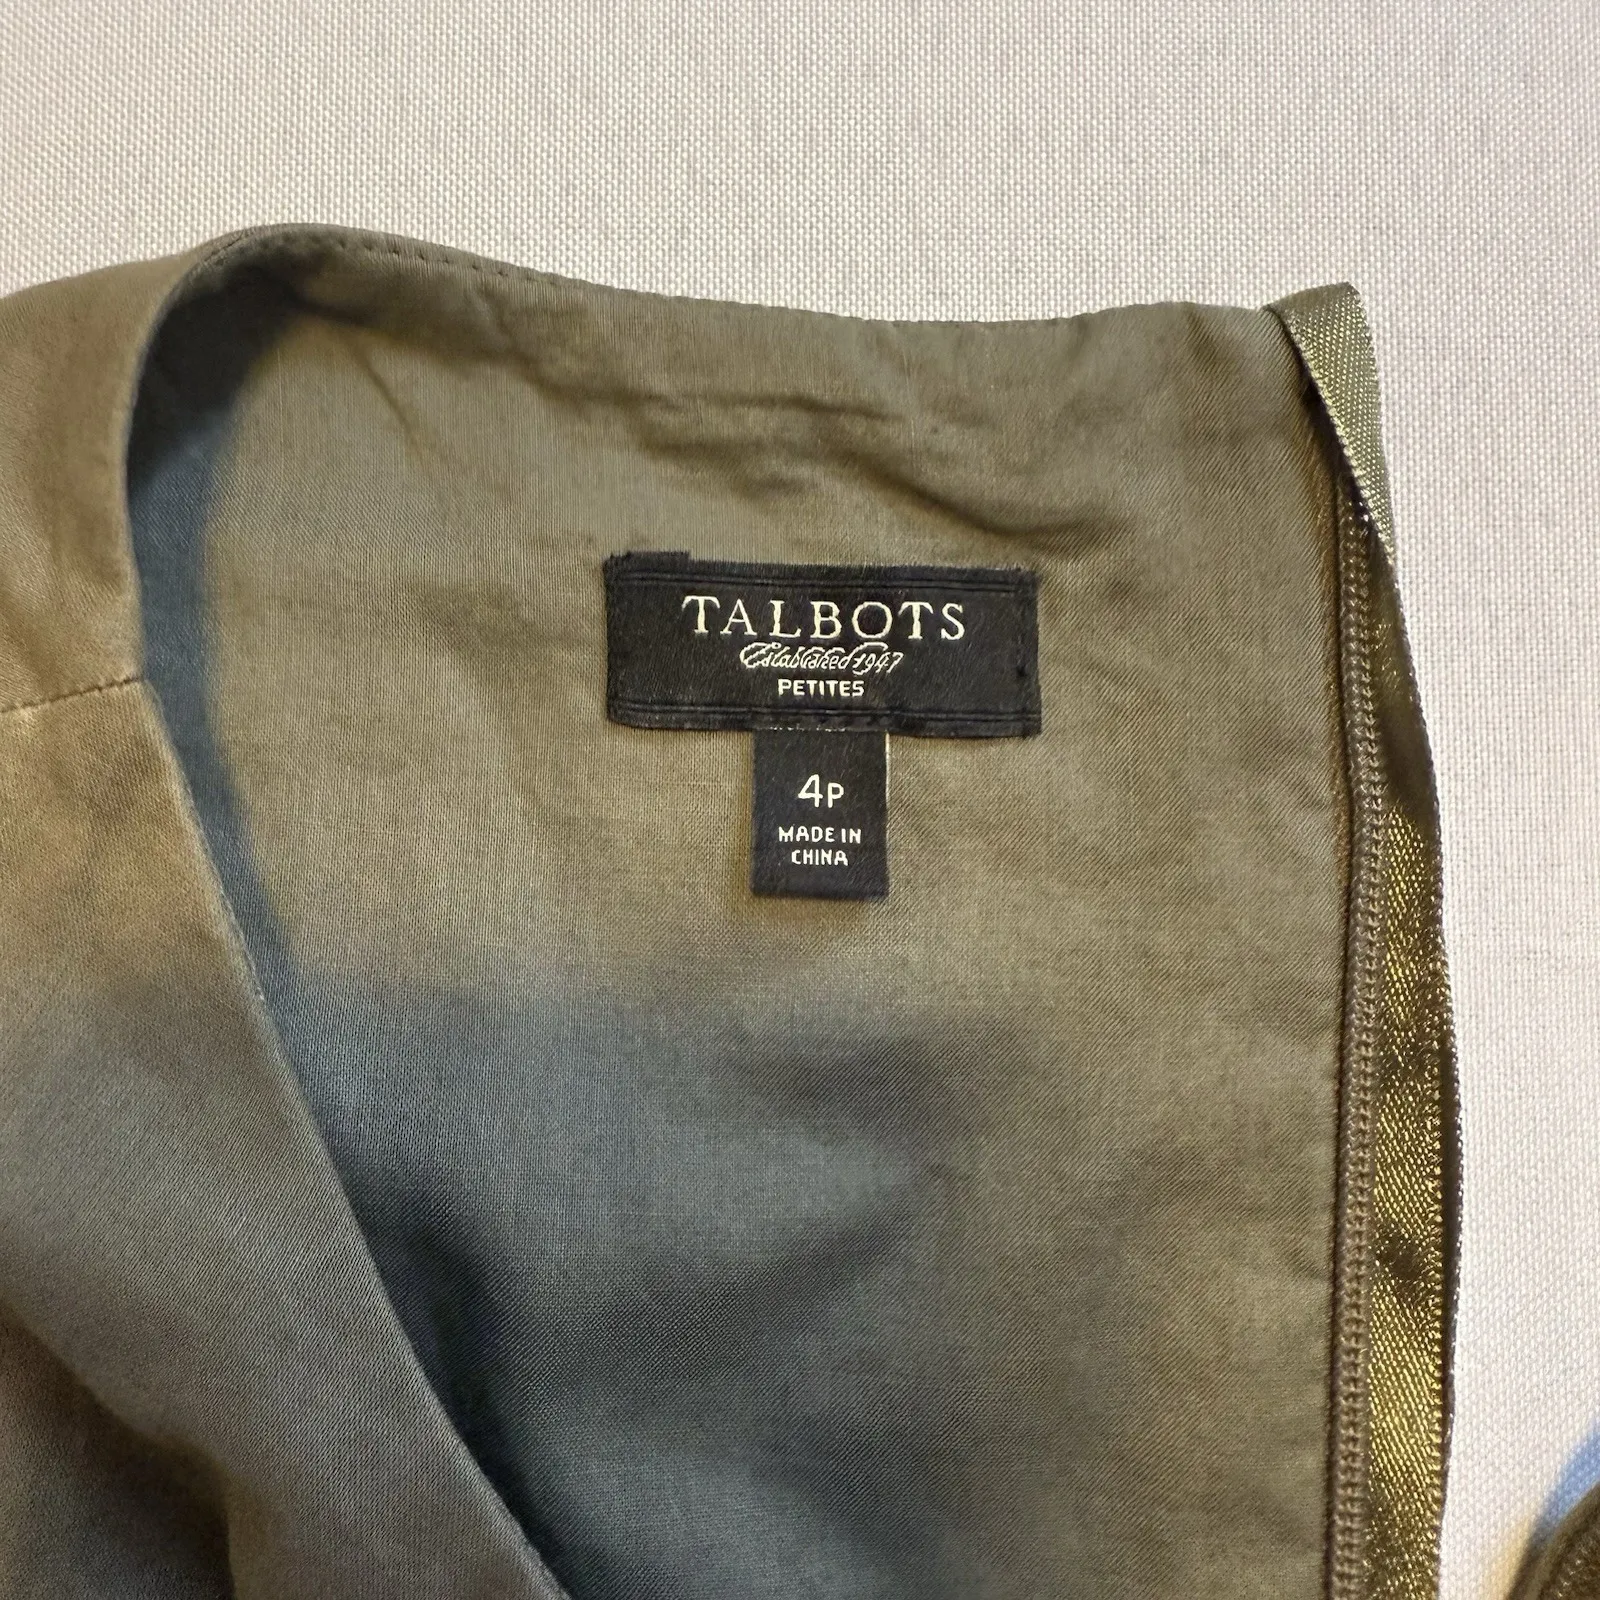 TALBOTS
Established 1947
PETITES
4P
MADE IN
CHINA